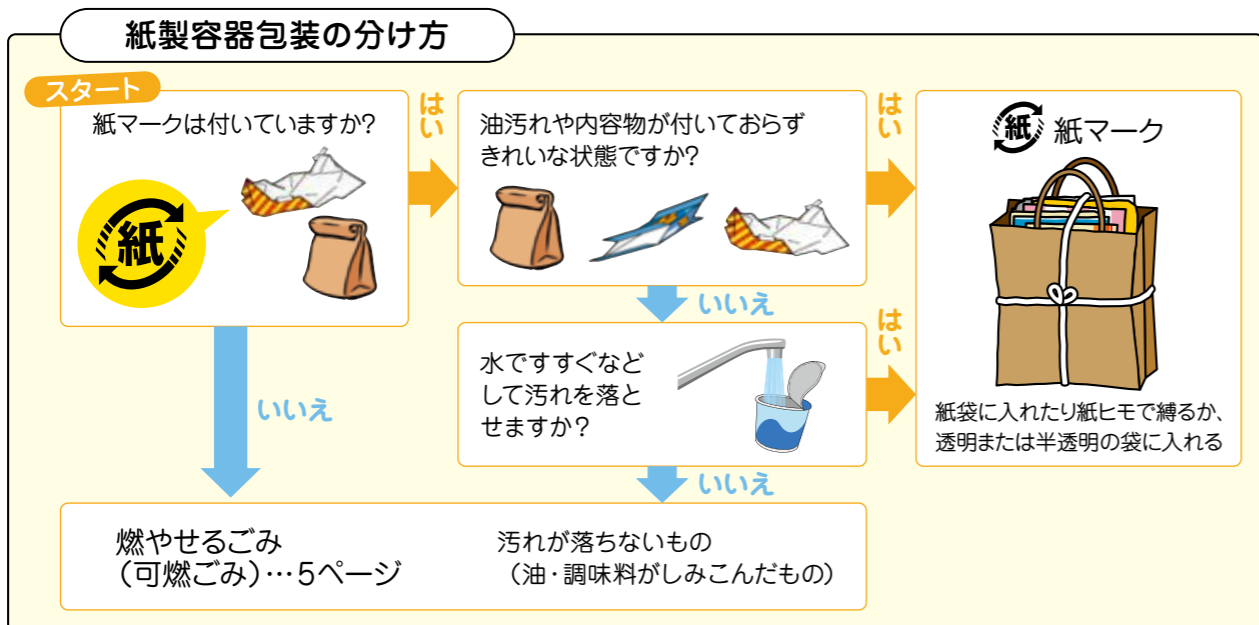 紙製容器包装の分け方
スタート
紙マークは付いていますか?
紙
はい
油汚れや内容物が付いておらず
きれいな状態ですか?
はい
紙 紙マーク
紙袋に入れたり紙ヒモで縛るか、
透明または半透明の袋に入れる
いいえ
水ですすぐなど
して汚れを落と
せますか?
はい
いいえ
いいえ
燃やせるごみ
(可燃ごみ)…5ページ
汚れが落ちないもの
(油・調味料がしみこんだもの)